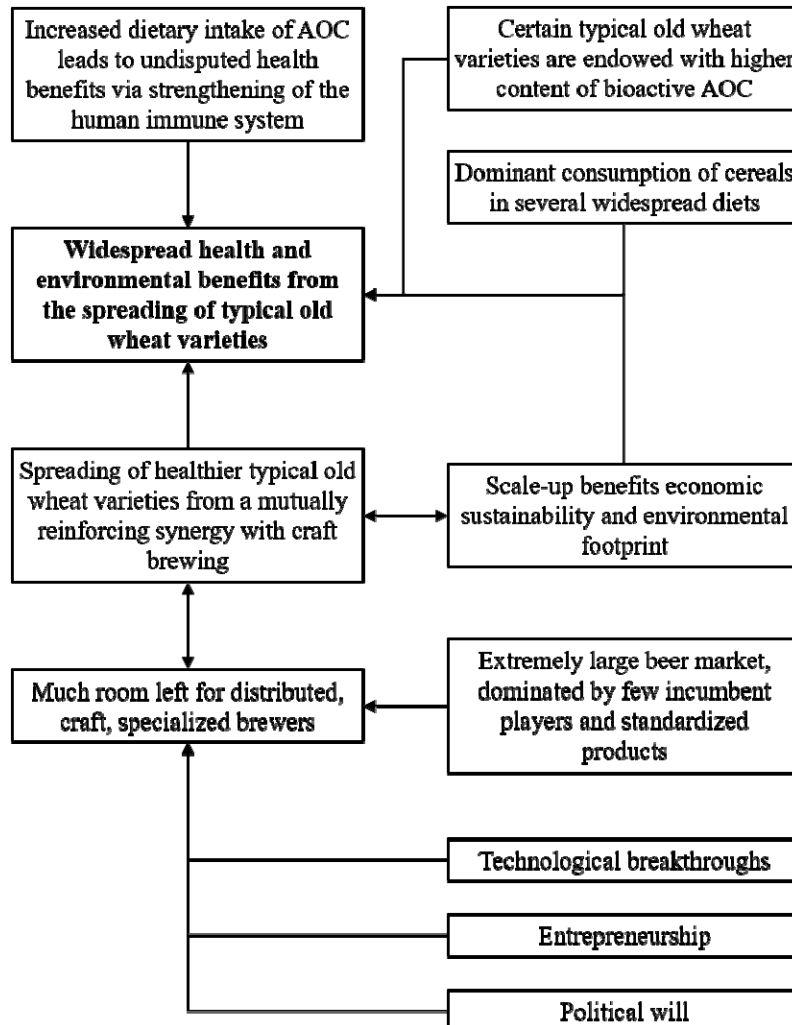 Increased dietary intake of AOC
leads to undisputed health
benefits via strengthening of the
human immune system
Certain typical old wheat
varieties are endowed with higher
content of bioactive AOC
Dominant consumption of cereals
in several widespread diets
Widespread health and
environmental benefits from
the spreading of typical old
wheat varieties
Spreading of healthier typical old
wheat varieties from a mutually
reinforcing synergy with craft
brewing
Scale-up benefits economic
sustainability and environmental
footprint
Much room left for distributed,
craft, specialized brewers
Extremely large beer market,
dominated by few incumbent
players and standardized
products
Technological breakthroughs
Entrepreneurship
Political will